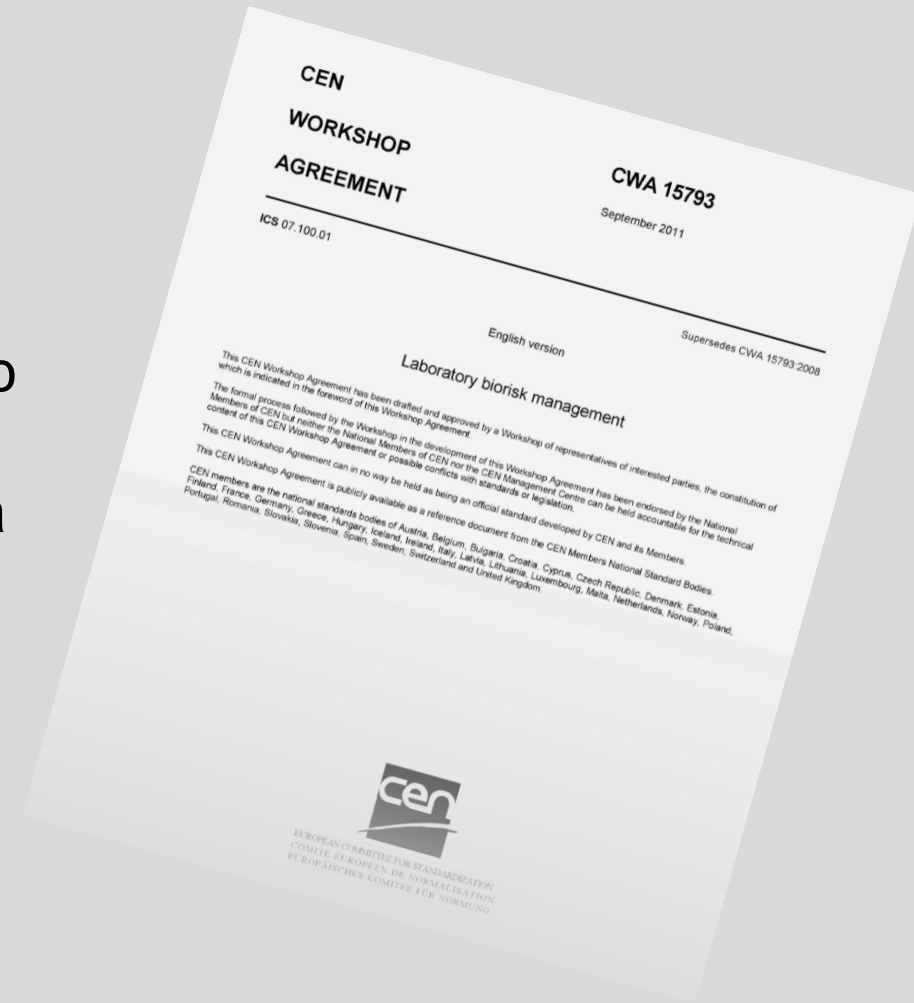 CEN
WORKSHOP
AGREEMENT
CWA 15793
September 2011
ICS 07.100.01
Supersedes CWA 15793:2008
English version
Laboratory biorisk management
This CEN Workshop Agreement has been drafted and approved by a Workshop of representatives of interested parties, the constitution of
which is indicated in the foreword of this Workshop Agreement.
The formal process followed by the Workshop in the development of this Workshop Agreement has been endorsed by the National
Members of CEN but neither the National Members of CEN nor the CEN Management Centre can be held accountable for the technical
content of this CEN Workshop Agreement or possible conflicts with standards or legislation.
This CEN Workshop Agreement can in no way be held as being an official standard developed by CEN and its Members.
This CEN Workshop Agreement is publicly available as a reference document from the CEN Members National Standard Bodies.
CEN members are the national standards bodies of Austria, Belgium, Bulgaria, Croatia, Cyprus, Czech Republic, Denmark, Estonia,
Finland, France, Germany, Greece, Hungary, Iceland, Ireland, Italy, Latvia, Lithuania, Luxembourg, Malta, Netherlands, Norway, Poland,
Portugal, Romania, Slovakia, Slovenia, Spain, Sweden, Switzerland and United Kingdom.
cen
EUROPEAN COMMITTEE FOR STANDARDIZATION
COMITÉ EUROPÉEN DE NORMALISATION
EUROPÄISCHES KOMITEE FÜR NORMUNG